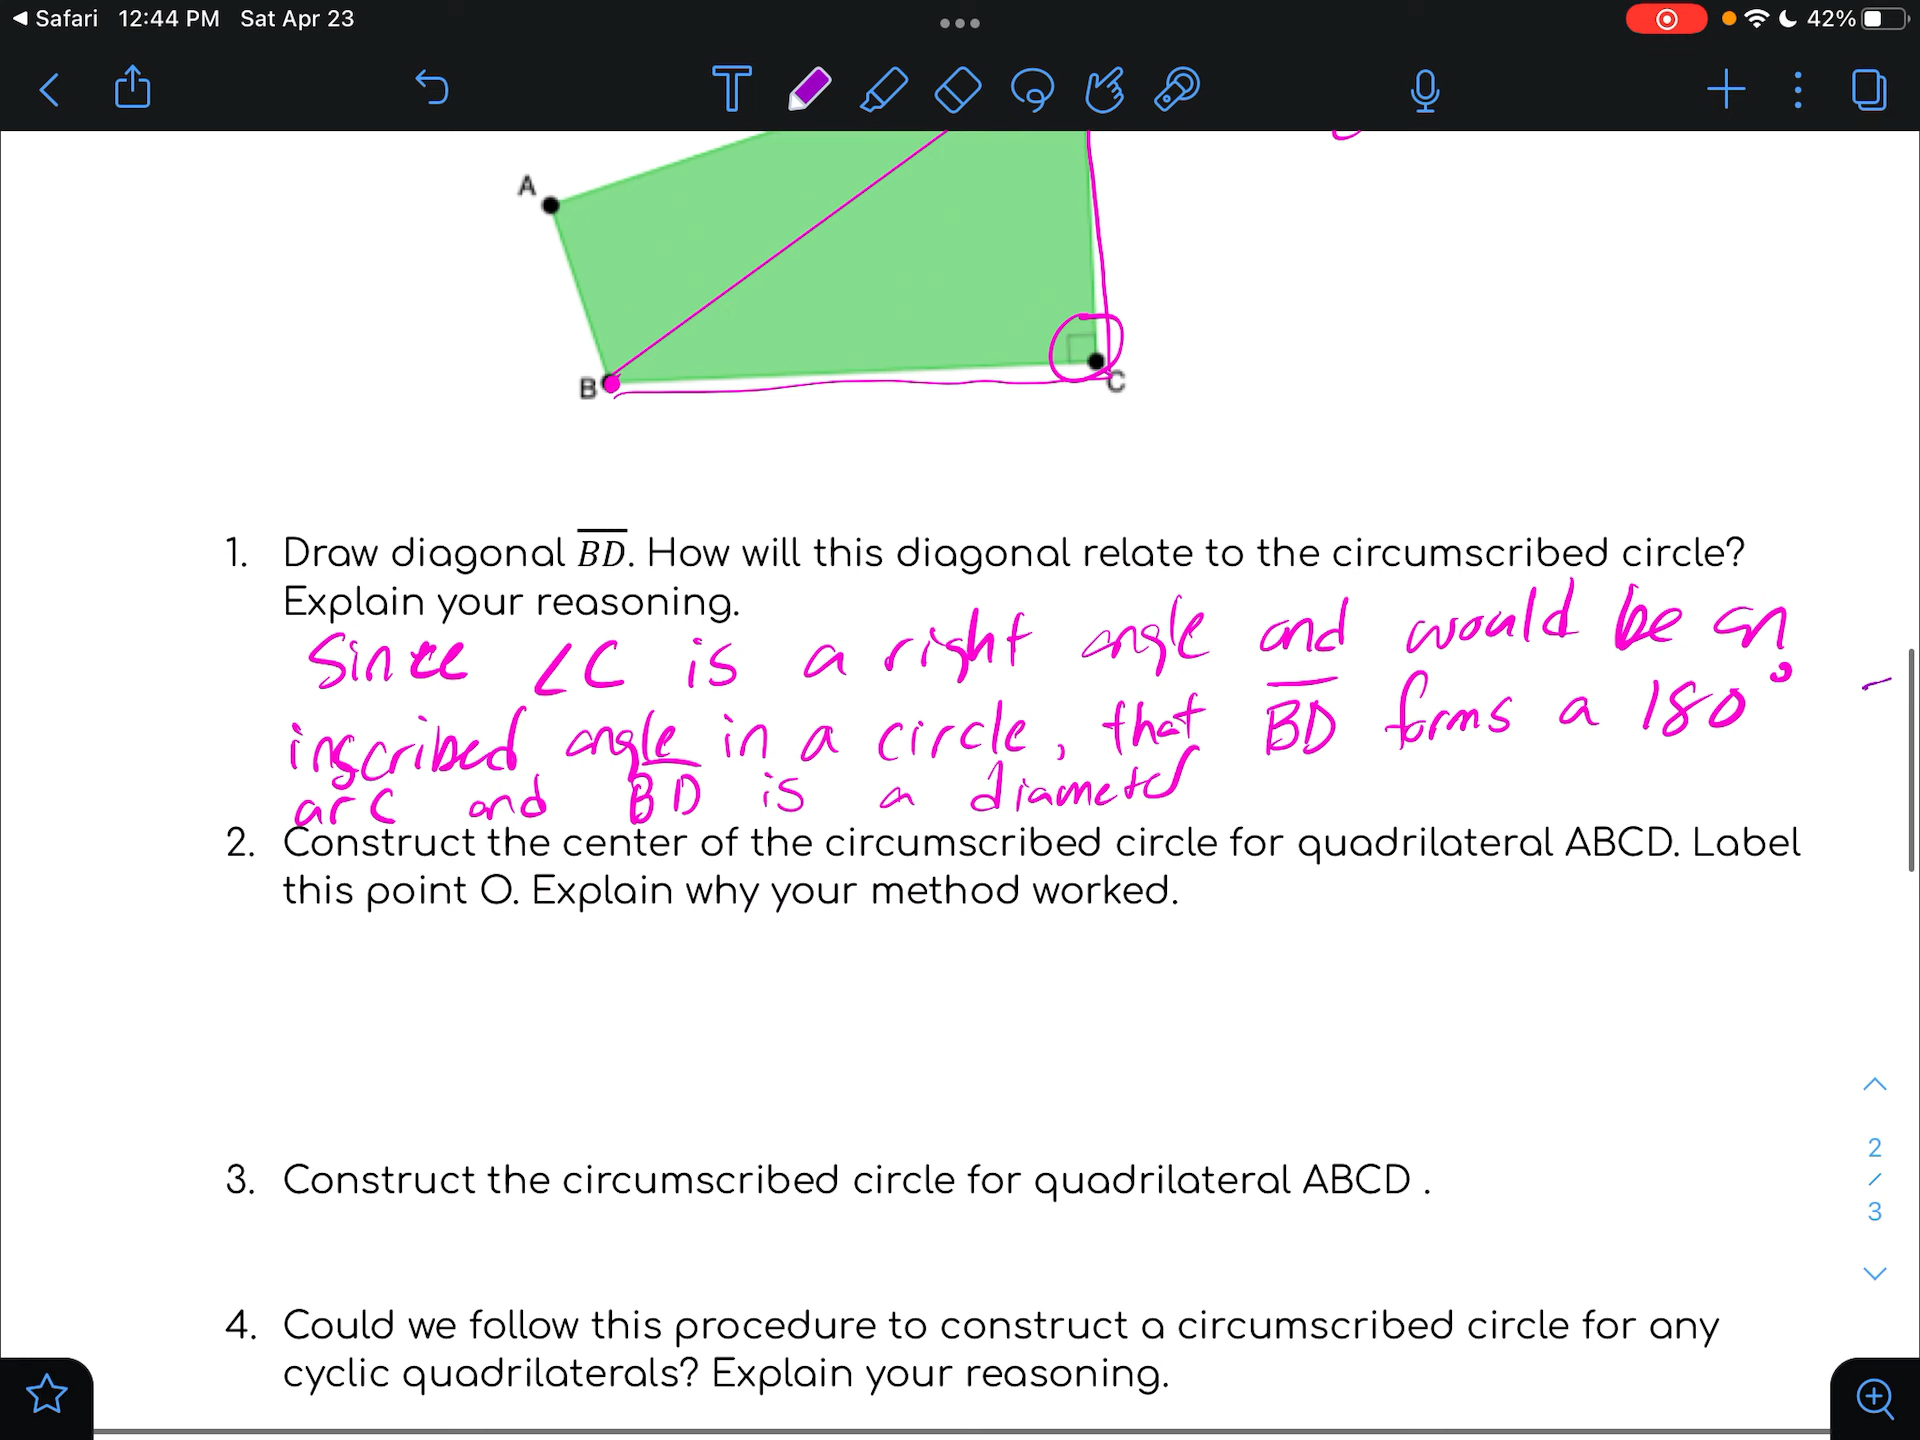 Safari 12:44 PM Sat Apr 23
42%
A
B
C
1. Draw diagonal BD. How will this diagonal relate to the circumscribed circle?
Explain your reasoning.
Since ∠C is a right angle and would be an
inscribed angle in a circle, that BD forms a 180°
arc and BD is a diameter
2. Construct the center of the circumscribed circle for quadrilateral ABCD. Label
this point O. Explain why your method worked.
3. Construct the circumscribed circle for quadrilateral ABCD .
4. Could we follow this procedure to construct a circumscribed circle for any
cyclic quadrilaterals? Explain your reasoning.
2
/
3